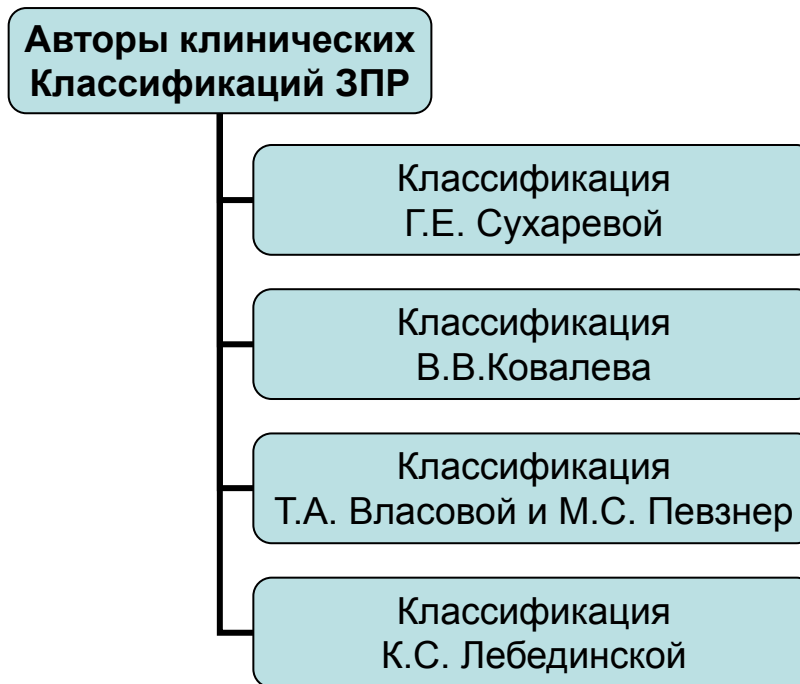 Авторы клинических
Классификаций ЗПР
Классификация
Г.Е. Сухаревой
Классификация
В.В.Ковалева
Классификация
Т.А. Власовой и М.С. Певзнер
Классификация
К.С. Лебединской